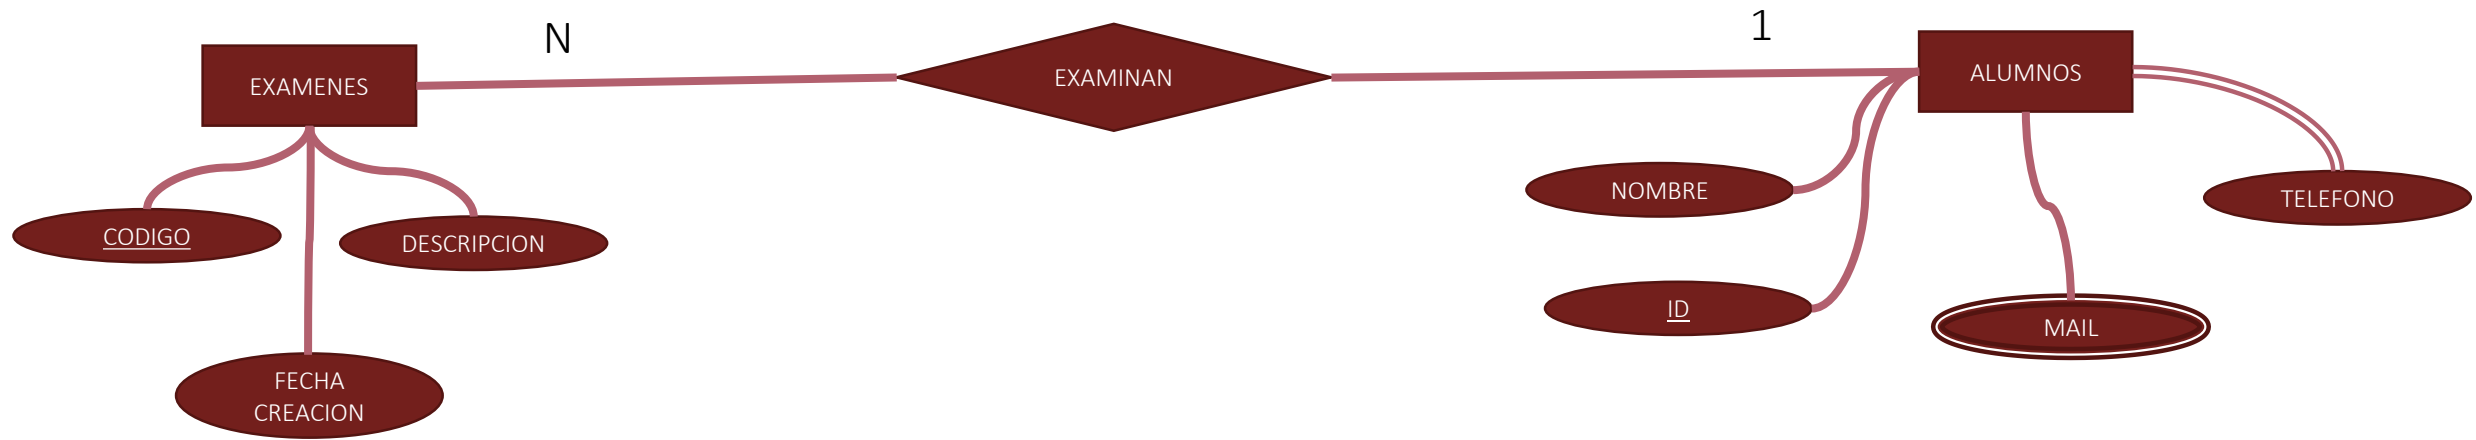 N
1
EXAMENES
EXAMINAN
ALUMNOS
NOMBRE
TELEFONO
CODIGO
DESCRIPCION
ID
MAIL
FECHA
CREACION